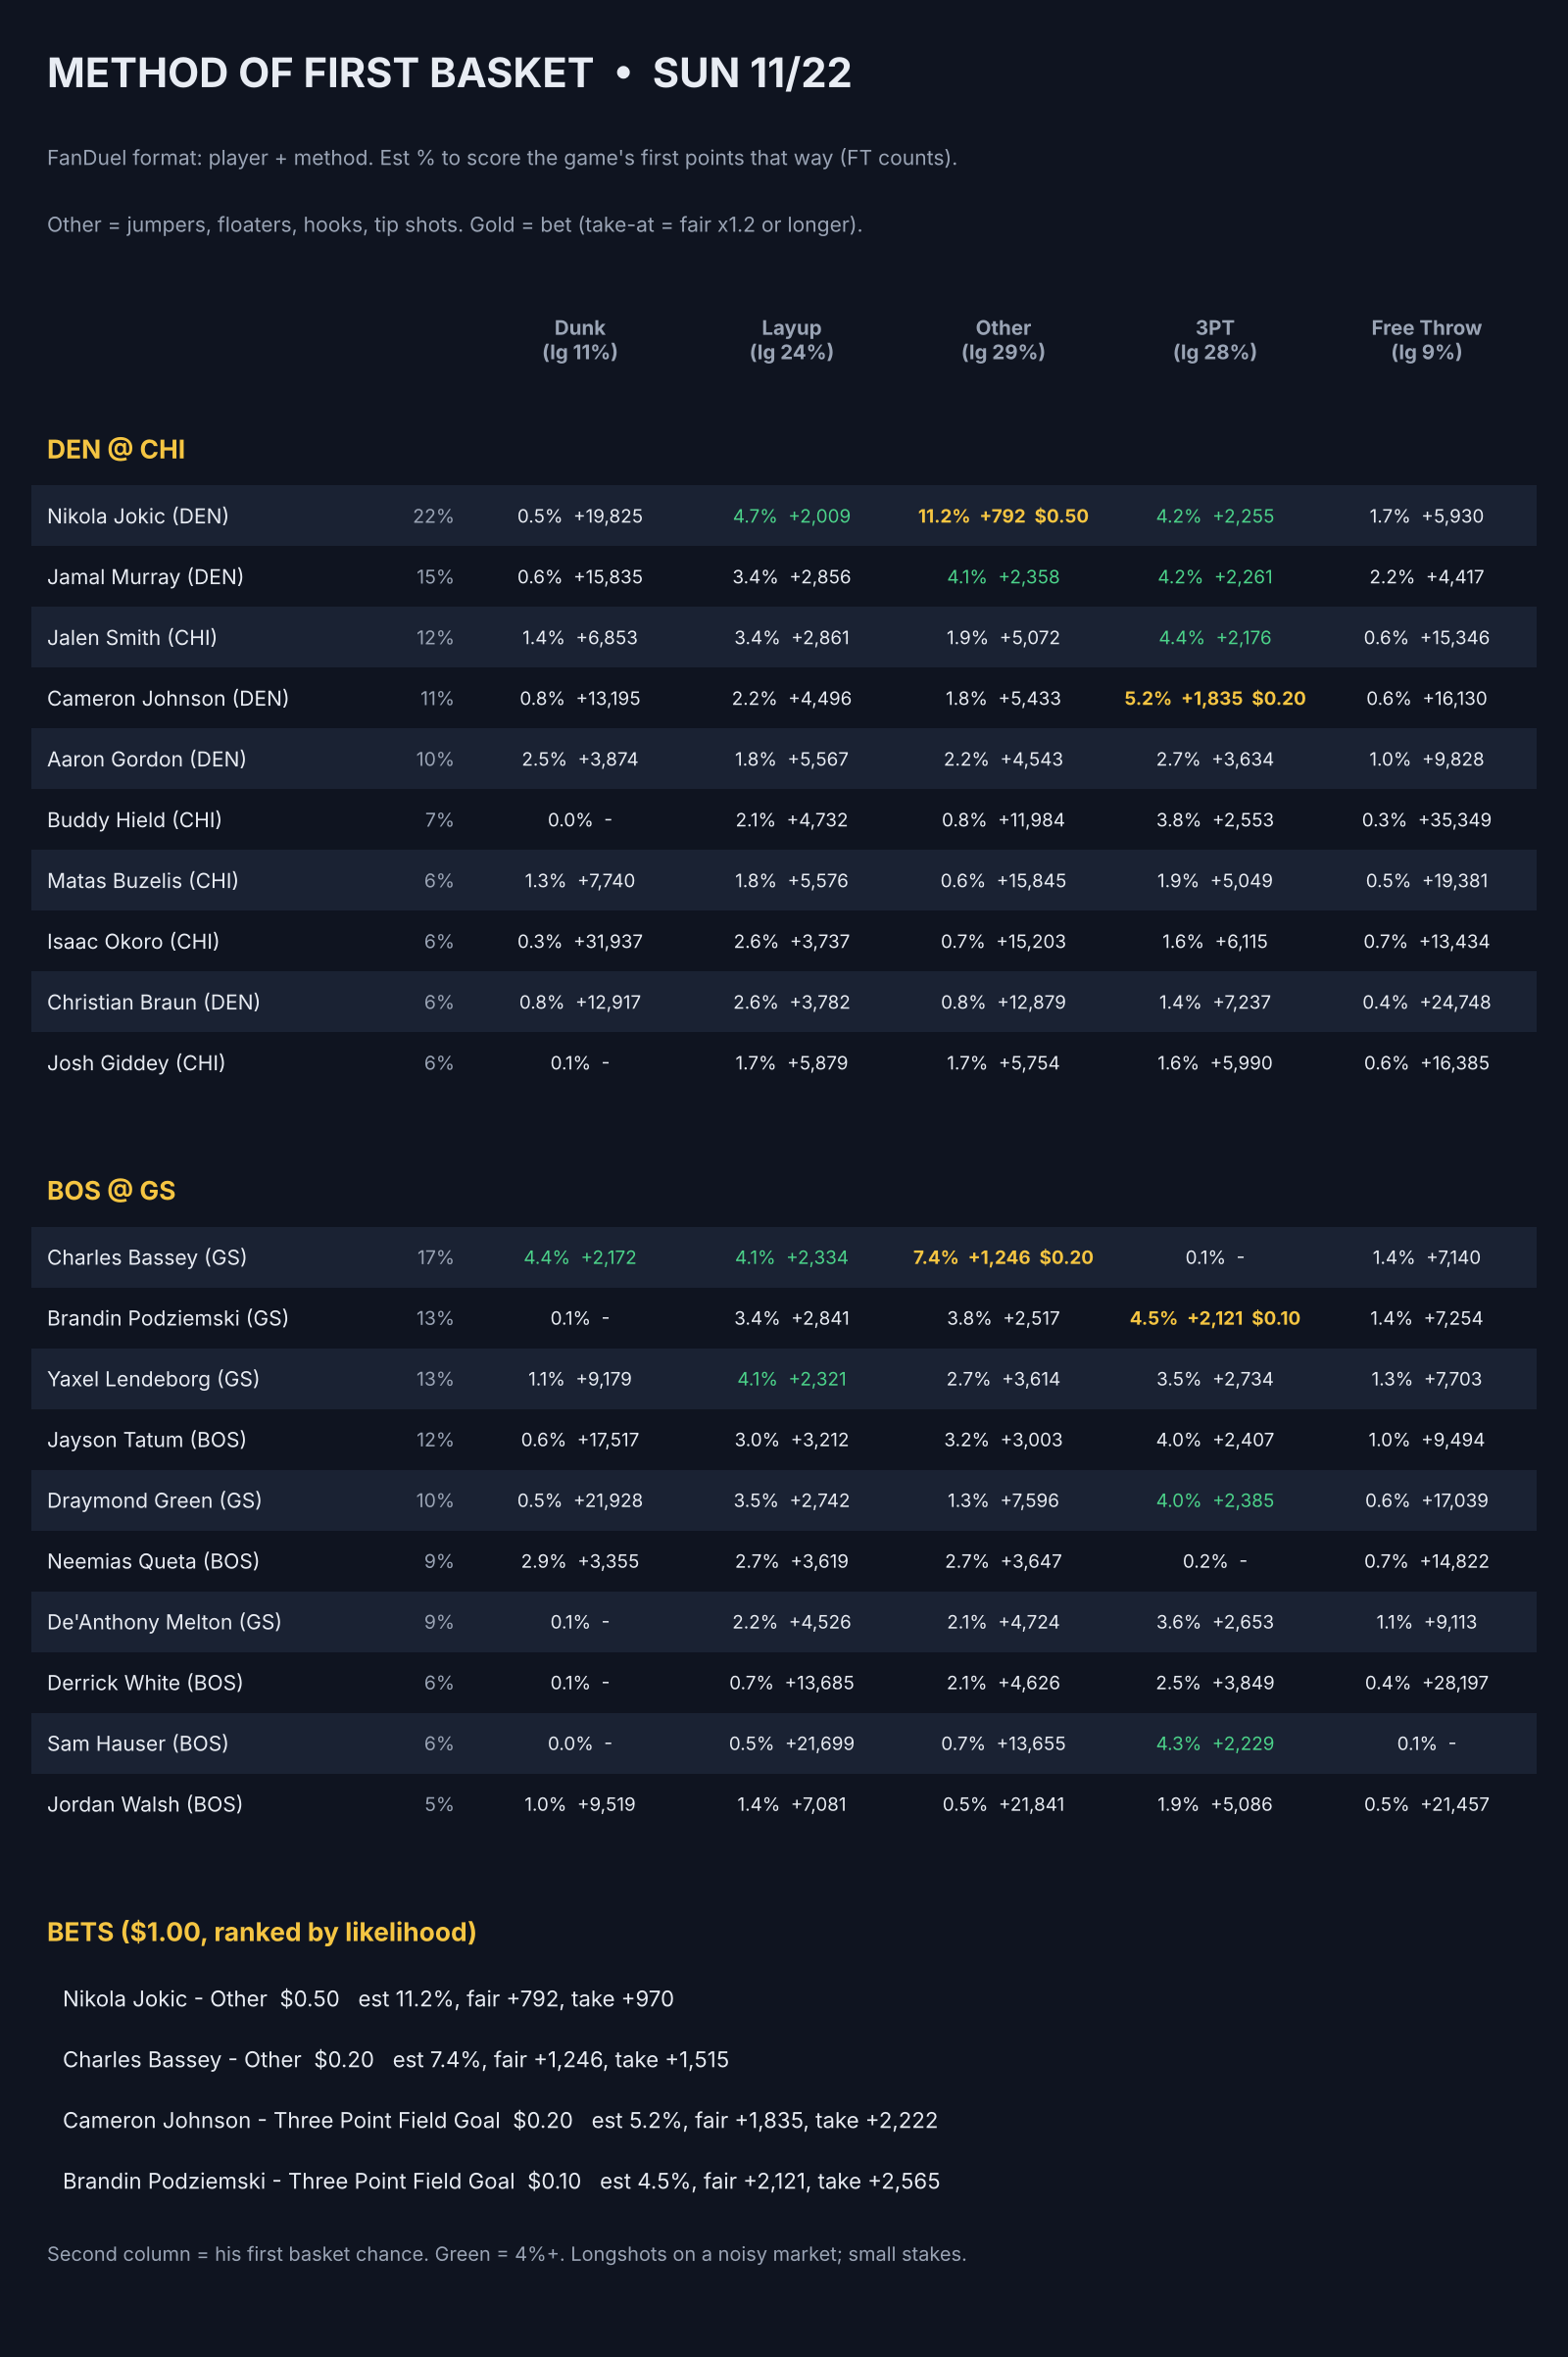 METHOD OF FIRST BASKET • SUN 11/22
FanDuel format: player + method. Est % to score the game's first points that way (FT counts).
Other = jumpers, floaters, hooks, tip shots. Gold = bet (take-at = fair x1.2 or longer).
Dunk Layup Other 3PT Free Throw
(lg 11%) (lg 24%) (lg 29%) (lg 28%) (lg 9%)
DEN @ CHI
Nikola Jokic (DEN) 22% 0.5% +19,825 4.7% +2,009 11.2% +792 $0.50 4.2% +2,255 1.7% +5,930
Jamal Murray (DEN) 15% 0.6% +15,835 3.4% +2,856 4.1% +2,358 4.2% +2,261 2.2% +4,417
Jalen Smith (CHI) 12% 1.4% +6,853 3.4% +2,861 1.9% +5,072 4.4% +2,176 0.6% +15,346
Cameron Johnson (DEN) 11% 0.8% +13,195 2.2% +4,496 1.8% +5,433 5.2% +1,835 $0.20 0.6% +16,130
Aaron Gordon (DEN) 10% 2.5% +3,874 1.8% +5,567 2.2% +4,543 2.7% +3,634 1.0% +9,828
Buddy Hield (CHI) 7% 0.0% - 2.1% +4,732 0.8% +11,984 3.8% +2,553 0.3% +35,349
Matas Buzelis (CHI) 6% 1.3% +7,740 1.8% +5,576 0.6% +15,845 1.9% +5,049 0.5% +19,381
Isaac Okoro (CHI) 6% 0.3% +31,937 2.6% +3,737 0.7% +15,203 1.6% +6,115 0.7% +13,434
Christian Braun (DEN) 6% 0.8% +12,917 2.6% +3,782 0.8% +12,879 1.4% +7,237 0.4% +24,748
Josh Giddey (CHI) 6% 0.1% - 1.7% +5,879 1.7% +5,754 1.6% +5,990 0.6% +16,385
BOS @ GS
Charles Bassey (GS) 17% 4.4% +2,172 4.1% +2,334 7.4% +1,246 $0.20 0.1% - 1.4% +7,140
Brandin Podziemski (GS) 13% 0.1% - 3.4% +2,841 3.8% +2,517 4.5% +2,121 $0.10 1.4% +7,254
Yaxel Lendeborg (GS) 13% 1.1% +9,179 4.1% +2,321 2.7% +3,614 3.5% +2,734 1.3% +7,703
Jayson Tatum (BOS) 12% 0.6% +17,517 3.0% +3,212 3.2% +3,003 4.0% +2,407 1.0% +9,494
Draymond Green (GS) 10% 0.5% +21,928 3.5% +2,742 1.3% +7,596 4.0% +2,385 0.6% +17,039
Neemias Queta (BOS) 9% 2.9% +3,355 2.7% +3,619 2.7% +3,647 0.2% - 0.7% +14,822
De'Anthony Melton (GS) 9% 0.1% - 2.2% +4,526 2.1% +4,724 3.6% +2,653 1.1% +9,113
Derrick White (BOS) 6% 0.1% - 0.7% +13,685 2.1% +4,626 2.5% +3,849 0.4% +28,197
Sam Hauser (BOS) 6% 0.0% - 0.5% +21,699 0.7% +13,655 4.3% +2,229 0.1% -
Jordan Walsh (BOS) 5% 1.0% +9,519 1.4% +7,081 0.5% +21,841 1.9% +5,086 0.5% +21,457
BETS ($1.00, ranked by likelihood)
Nikola Jokic - Other $0.50 est 11.2%, fair +792, take +970
Charles Bassey - Other $0.20 est 7.4%, fair +1,246, take +1,515
Cameron Johnson - Three Point Field Goal $0.20 est 5.2%, fair +1,835, take +2,222
Brandin Podziemski - Three Point Field Goal $0.10 est 4.5%, fair +2,121, take +2,565
Second column = his first basket chance. Green = 4%+. Longshots on a noisy market; small stakes.